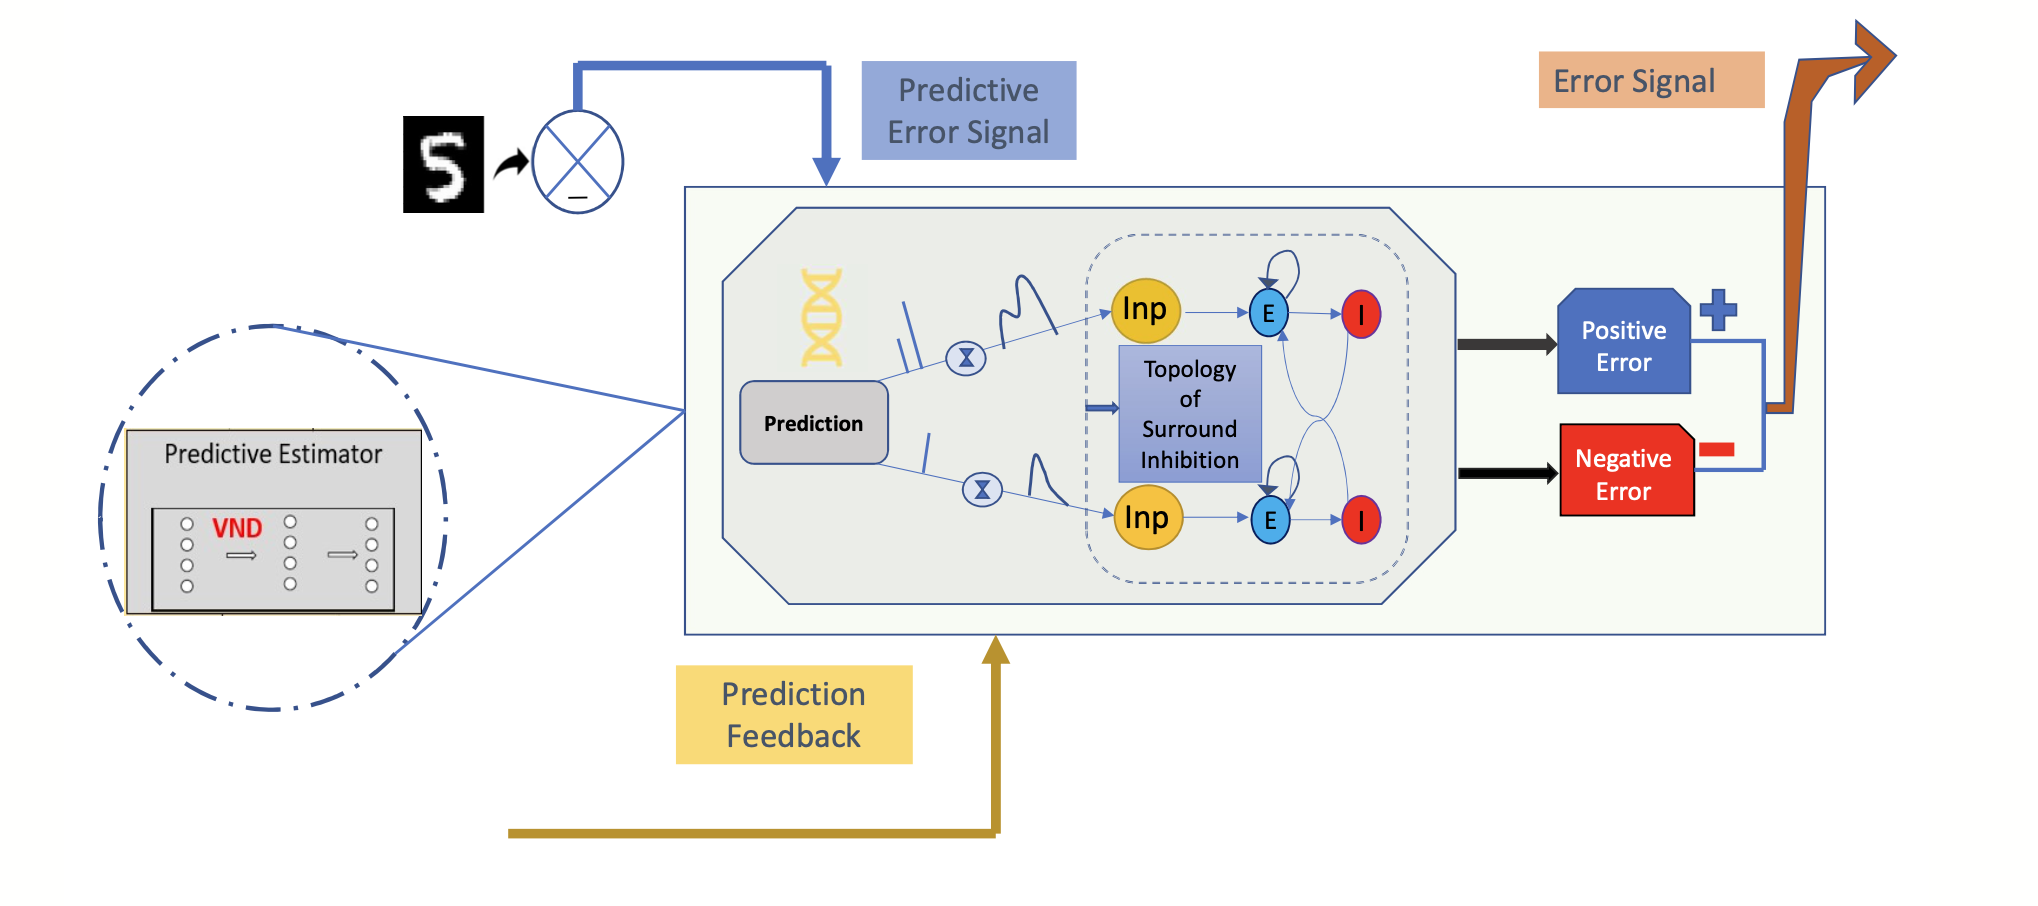 Predictive
Error Signal
Error Signal
5
Inp
E
I
Positive
Error
Topology
of
Surround
Inhibition
Prediction
Predictive Estimator
VND
Inp
E
I
Negative
Error
Prediction
Feedback